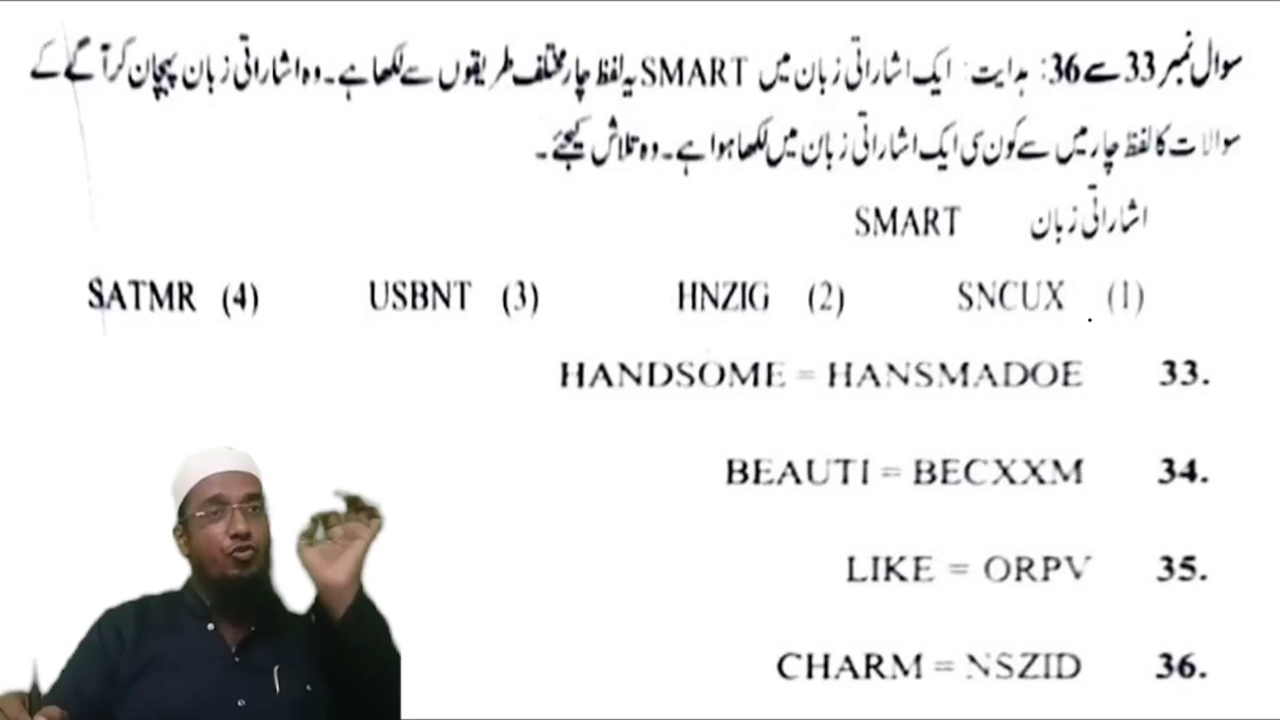 سوال نمبر 33 سے 36: ہدایت: ایک اشاراتی زبان میں SMART یہ لفظ چار مختلف طریقوں سے لکھا ہے۔ وہ اشاراتی زبان پہچان کر آگے کے
سوالات کا لفظ چار میں سے کون سی ایک اشاراتی زبان میں لکھا ہوا ہے۔ وہ تلاش کیجئے۔
اشاراتی زبان SMART
SNCUX (1) HNZIG (2) USBNT (3) SATMR (4)
33. HANDSOME = HANSMADOE
34. BEAUTI = BECXXM
35. LIKE = ORPV
36. CHARM = NSZID